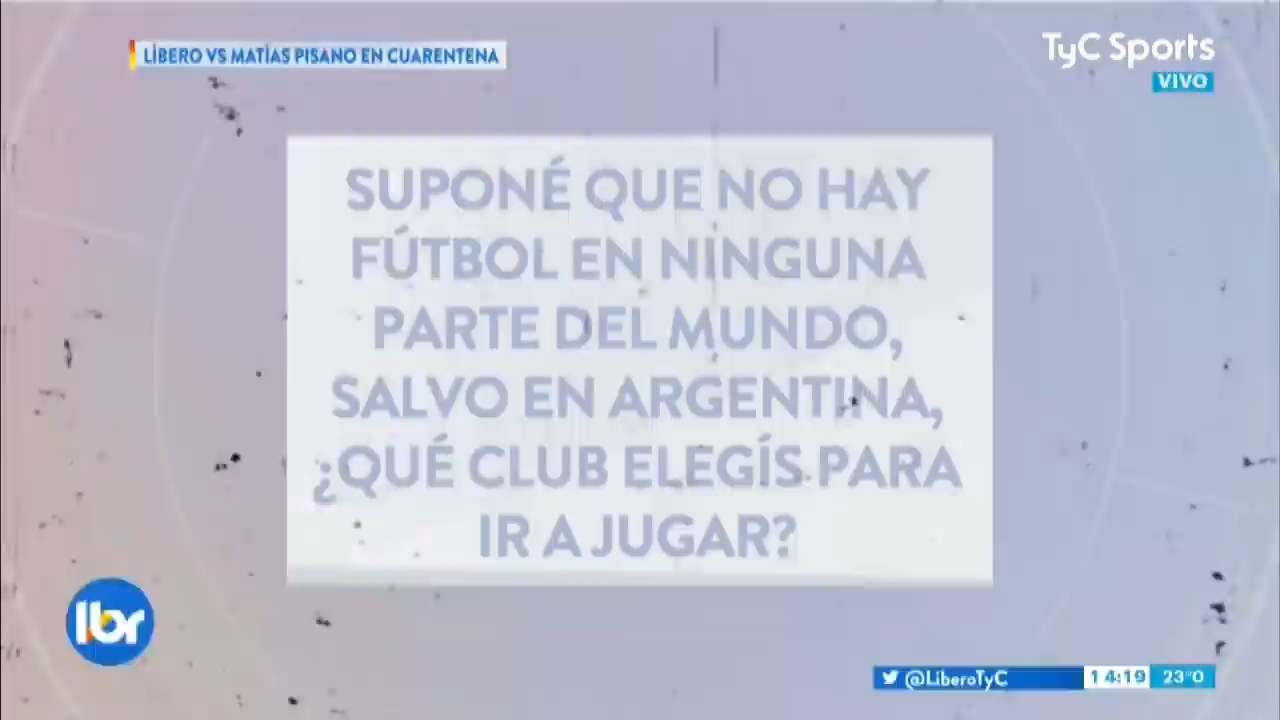 LÍBERO VS MATÍAS PISANO EN CUARENTENA
TyC Sports
VIVO
SUPONÉ QUE NO HAY
FÚTBOL EN NINGUNA
PARTE DEL MUNDO,
SALVO EN ARGENTINA,
¿QUÉ CLUB ELEGÍS PARA
IR A JUGAR?
lbr
@LiberoTyC
14:19
23°